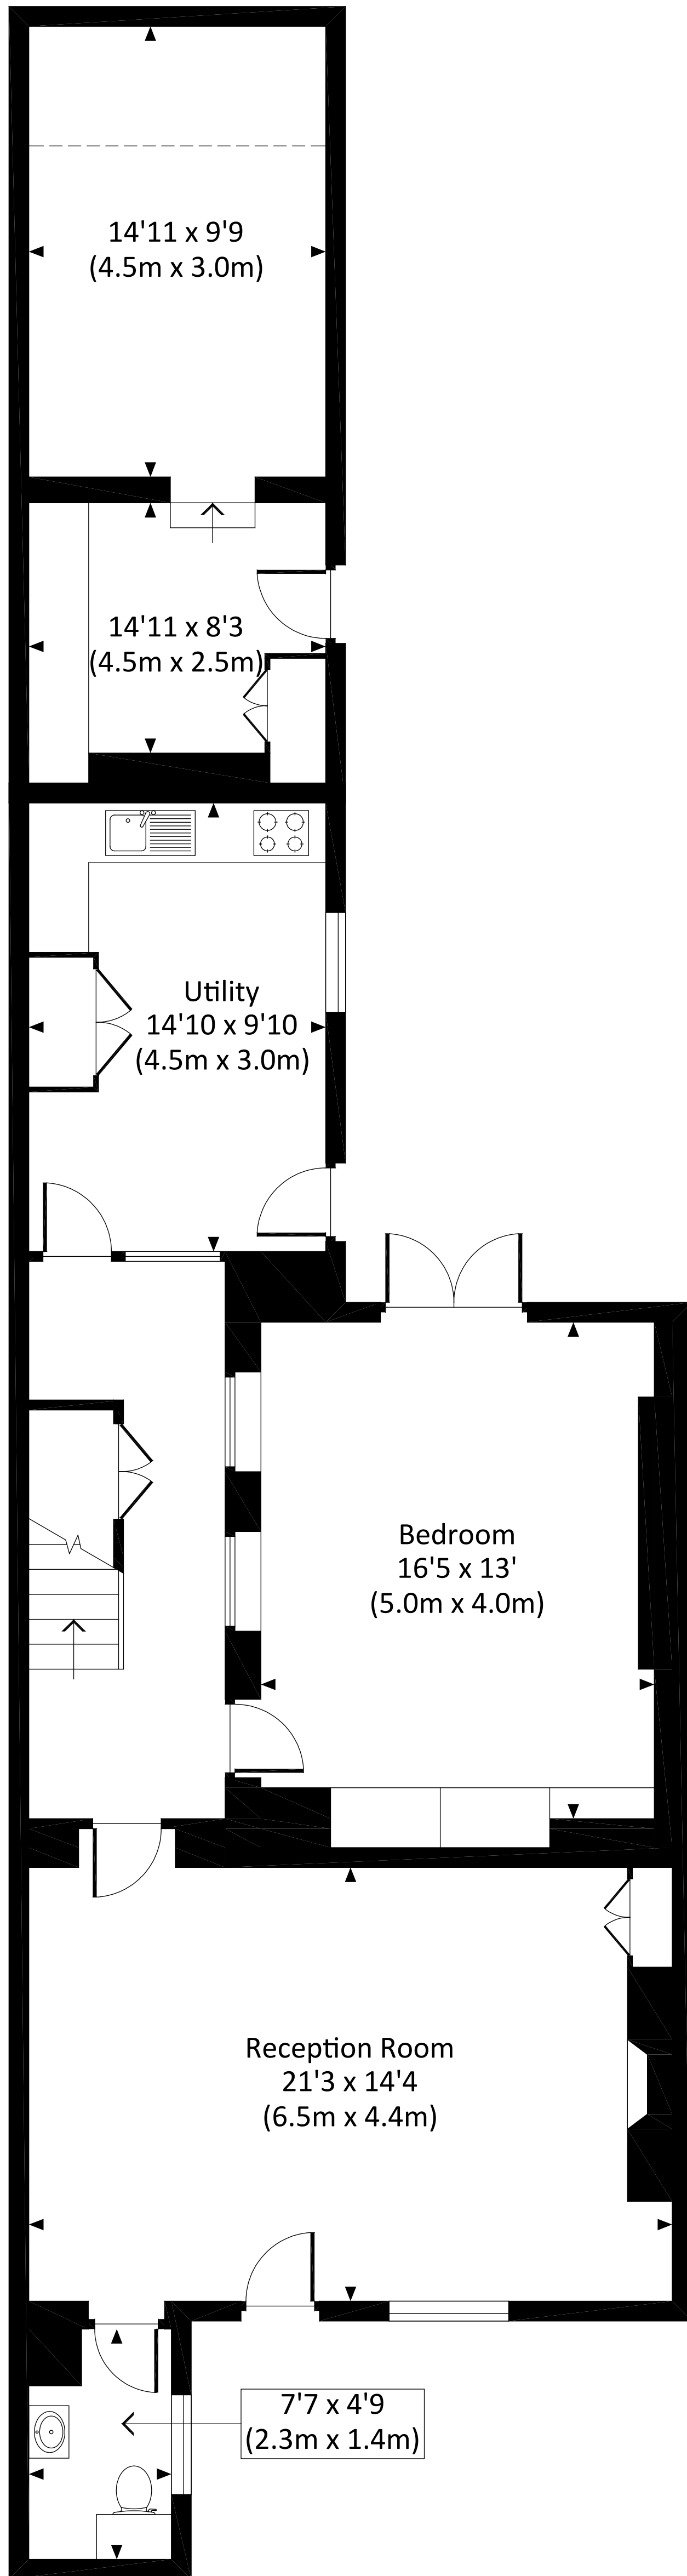 14'11 x 9'9
(4.5m x 3.0m)
14'11 x 8'3
(4.5m x 2.5m)
Utility
14'10 x 9'10
(4.5m x 3.0m)
Bedroom
16'5 x 13'
(5.0m x 4.0m)
Reception Room
21'3 x 14'4
(6.5m x 4.4m)
7'7 x 4'9
(2.3m x 1.4m)